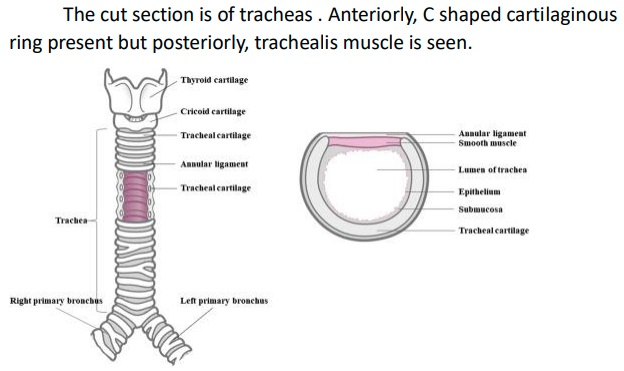 The cut section is of tracheas . Anteriorly, C shaped cartilaginous
ring present but posteriorly, trachealis muscle is seen.
Thyroid cartilage
Cricoid cartilage
Tracheal cartilage
Annular ligament
Tracheal cartilage
Trachea
Right primary bronchus
Left primary bronchus
Annular ligament
Smooth muscle
Lumen of trachea
Epithelium
Submucosa
Tracheal cartilage